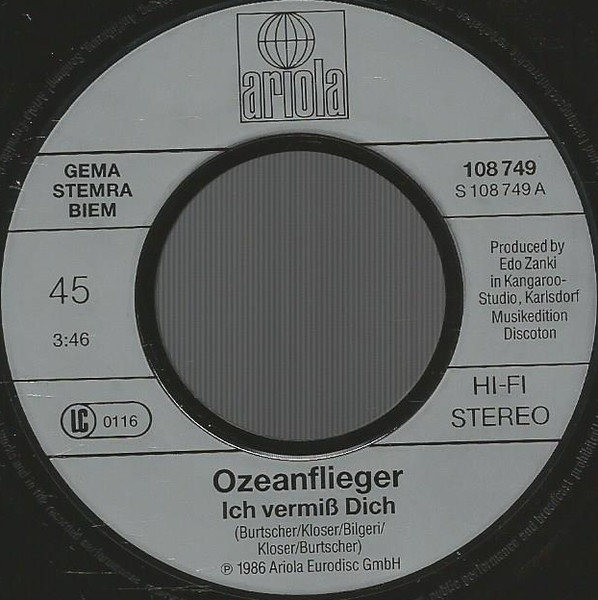 ariola
GEMA
STEMRA
BIEM
108 749
S 108 749 A
45
3:46
Produced by
Edo Zanki
in Kangaroo-
Studio, Karlsdorf
Musikedition
Discoton
LC 0116
HI-FI
STEREO
Ozeanflieger
Ich vermiß Dich
(Burtscher/Kloser/Bilgeri/
Kloser/Burtscher)
℗ 1986 Ariola Eurodisc GmbH